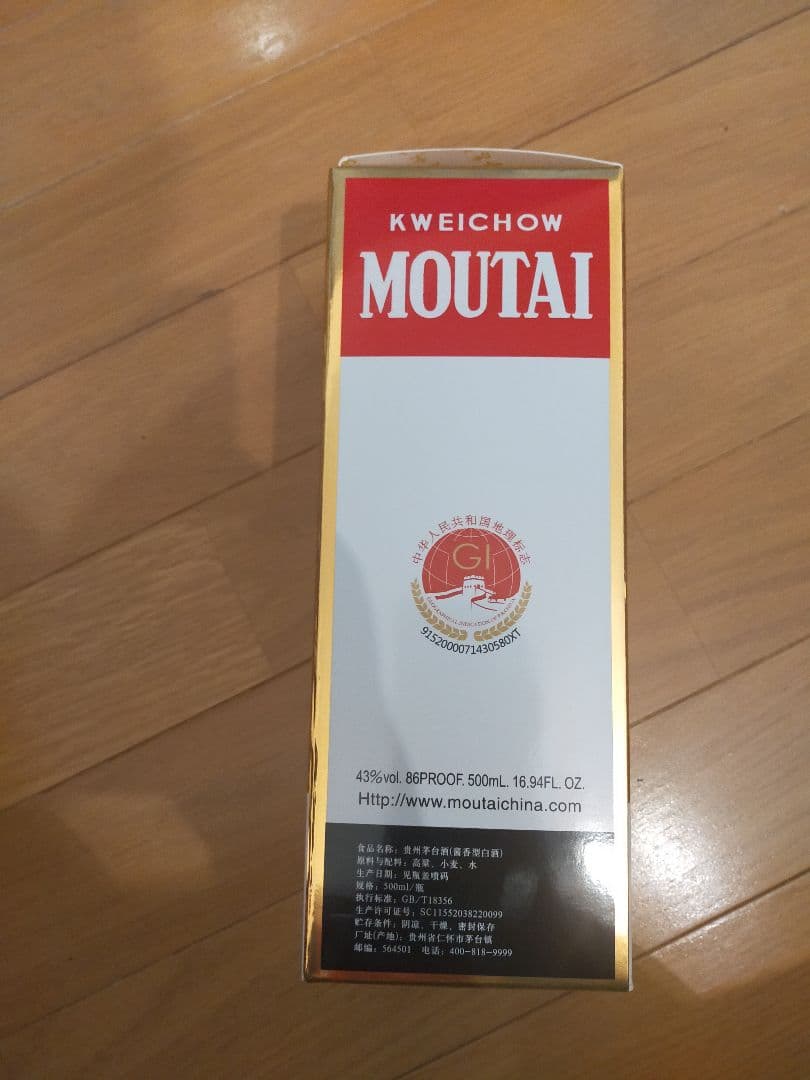 KWEICHOW
MOUTAI
中华人民共和国地理标志
GI
GEOGRAPHICAL INDICATION OF P.R.CHINA
9152000071430580XT
43%vol. 86PROOF. 500mL. 16.94FL. OZ.
Http://www.moutaichina.com
食品名称：贵州茅台酒(酱香型白酒)
原料与配料：高粱、小麦、水
生产日期：见瓶盖喷码
规格：500ml/瓶
执行标准：GB/T18356
生产许可证号：SC11552038220099
贮存条件：阴凉、干燥、密封保存
厂址(产地)：贵州省仁怀市茅台镇
邮编：564501 电话：400-818-9999